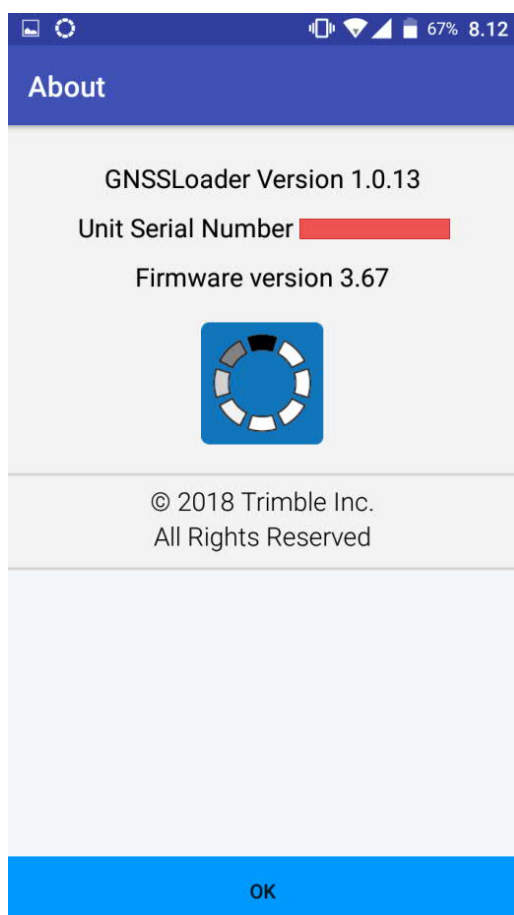 67% 8.12
About
GNSSLoader Version 1.0.13
Unit Serial Number
Firmware version 3.67
© 2018 Trimble Inc.
All Rights Reserved
OK